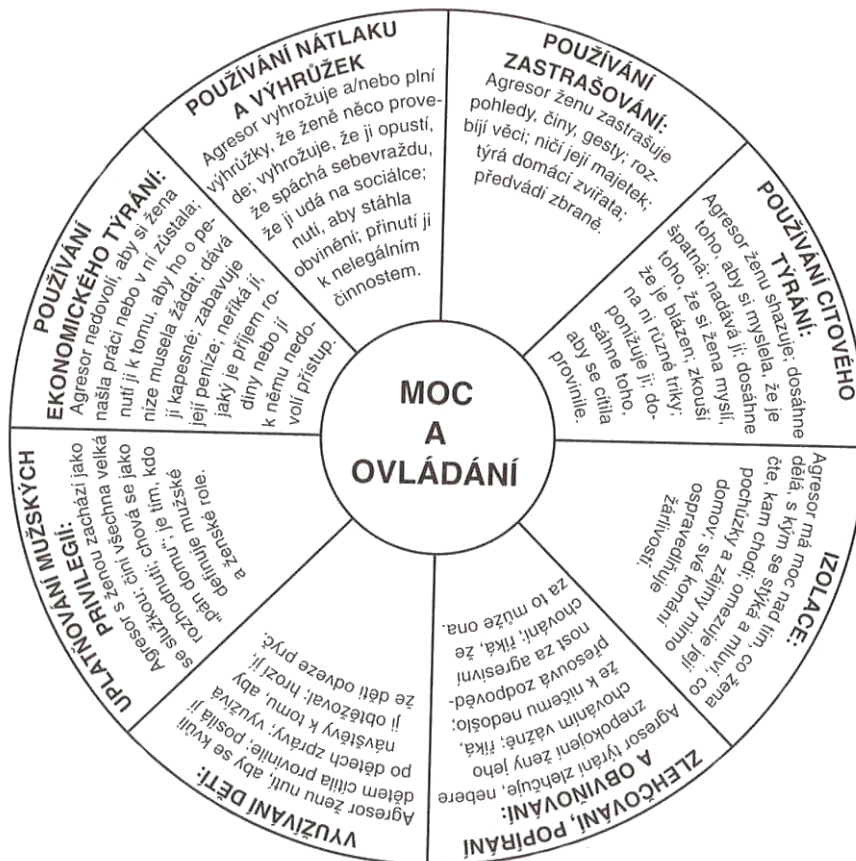 MOC
A
OVLÁDÁNÍ
POUŽÍVÁNÍ
ZASTRAŠOVÁNÍ:
Agresor ženu zastrašuje
pohledy, činy, gesty; roz-
bíjí věci; ničí její majetek;
týrá domácí zvířata;
předvádí zbraně.
POUŽÍVÁNÍ CITOVÉHO
TÝRÁNÍ:
Agresor ženu shazuje; dosáhne
toho, aby si myslela, že je
špatná; nadává jí; dosáhne
toho, že si žena myslí,
že je blázen; zkouší
na ni různé triky;
ponižuje ji; do-
sáhne toho,
aby se cítila
provinile.
IZOLACE:
Agresor má moc nad tím, co žena
dělá, s kým se stýká a mluví, co
čte, kam chodí; omezuje její
pochůzky a zájmy mimo
domov; své konání
ospravedlňuje
žárlivostí.
ZLEHČOVÁNÍ, POPÍRÁNÍ
A OBVIŇOVÁNÍ:
Agresor týrání zlehčuje, nebere
znepokojení ženy jeho
chováním vážně; říká,
že k ničemu nedošlo;
přesouvá zodpověd-
nost za agresivní
chování; říká, že
za to může ona.
VYUŽÍVÁNÍ DĚTÍ:
Agresor ženu nutí, aby se kvůli
dětem cítila provinile; posílá jí
po dětech zprávy; využívá
návštěvy k tomu, aby
ji obtěžoval; hrozí jí
že děti odveze pryč.
UPLATŇOVÁNÍ MUŽSKÝCH
PRIVILEGIÍ:
Agresor s ženou zachází jako
se služkou; činí všechna velká
rozhodnutí; chová se jako
„pán domu“; je tím, kdo
definuje mužské
a ženské role.
POUŽÍVÁNÍ
EKONOMICKÉHO TÝRÁNÍ:
Agresor nedovolí, aby si žena
našla práci nebo v ní zůstala;
nutí ji k tomu, aby ho o pe-
níze musela žádat; dává
jí kapesné; zabavuje
její peníze; neříká jí,
jaký je příjem ro-
diny nebo jí
k němu nedo-
volí přístup.
POUŽÍVÁNÍ NÁTLAKU
A VÝHRŮŽEK
Agresor vyhrožuje a/nebo plní
výhrůžky, že ženě něco prove-
de; vyhrožuje, že ji opustí,
že spáchá sebevraždu,
že ji udá na sociálce;
nutí, aby stáhla
obvinění; přinutí ji
k nelegálním
činnostem.